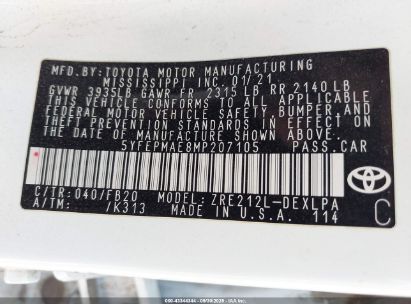 MFD.BY: TOYOTA MOTOR MANUFACTURING
MISSISSIPPI INC. 01/21
GVWR 3935LB GAWR FR 2315 LB RR 2140 LB
THIS VEHICLE CONFORMS TO ALL APPLICABLE
FEDERAL MOTOR VEHICLE SAFETY, BUMPER, AND
THEFT PREVENTION STANDARDS IN EFFECT ON
THE DATE OF MANUFACTURE SHOWN ABOVE.
5YFEPMAE8MP207105 PASS.CAR
C/TR: 040/FB20 MODEL: ZRE212L-DEXLPA
A/TM: /K313 MADE IN U.S.A. 114
C